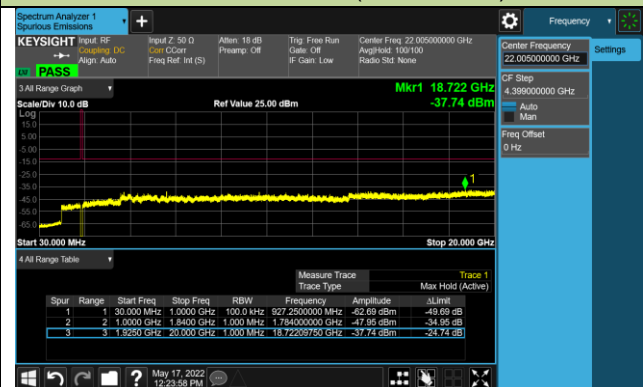 Spectrum Analyzer 1
Spurious Emissions
Frequency
KEYSIGHT
Input: RF
Coupling: DC
Align: Auto
Input Z: 50 Ω
Corr CCorr
Freq Ref: Int (S)
Atten: 18 dB
Preamp: Off
Trig: Free Run
Gate: Off
IF Gain: Low
Center Freq: 22.005000000 GHz
Avg|Hold: 100/100
Radio Std: None
PASS
Center Frequency
22.005000000 GHz
Settings
CF Step
4.399000000 GHz
Auto
Man
Freq Offset
0 Hz
3 All Range Graph
Mkr1 18.722 GHz
Scale/Div 10.0 dB
Ref Value 25.00 dBm
-37.74 dBm
Log
15.0
5.00
-5.00
-15.0
-25.0
-35.0
-45.0
-55.0
-65.0
1
Start 30.000 MHz
Stop 20.000 GHz
4 All Range Table
Measure Trace Trace 1
Trace Type Max Hold (Active)
Spur Range Start Freq Stop Freq RBW Frequency Amplitude ΔLimit
1 1 30.000 MHz 1.0000 GHz 100.0 kHz 927.2500000 MHz -62.69 dBm -49.69 dB
2 2 1.0000 GHz 1.8400 GHz 1.000 MHz 1.784000000 GHz -47.95 dBm -34.95 dB
3 3 1.9250 GHz 20.000 GHz 1.000 MHz 18.72209750 GHz -37.74 dBm -24.74 dB
May 17, 2022
12:23:58 PM